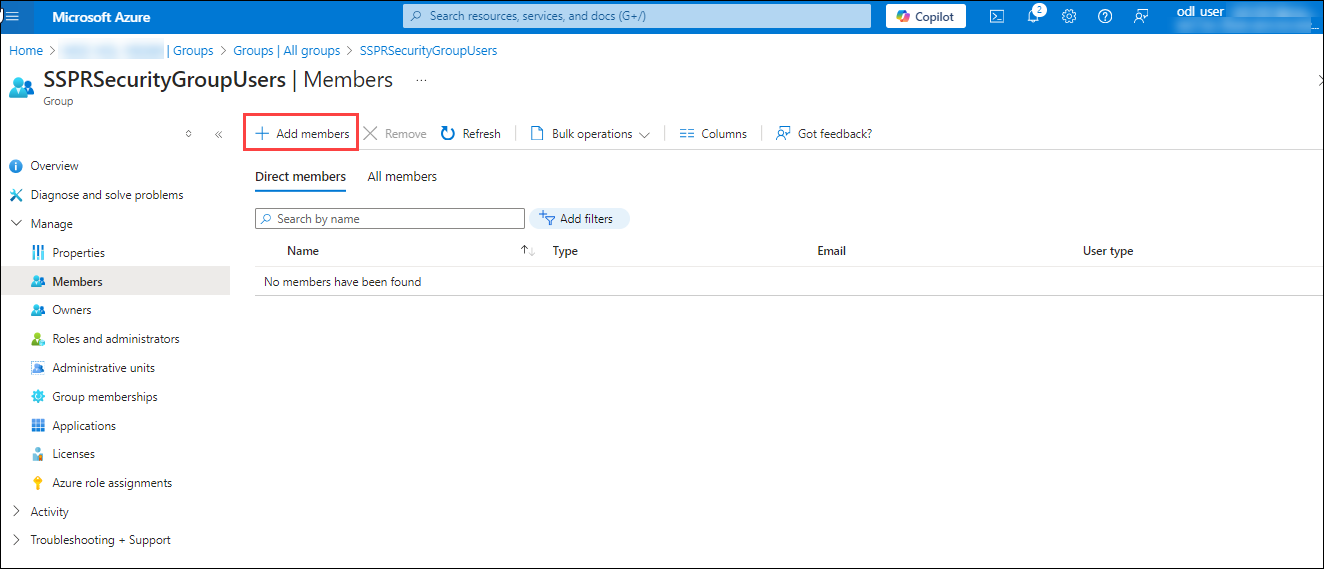 Microsoft Azure
Search resources, services, and docs (G+/)
Copilot
2
odl_user
Home > | Groups > Groups | All groups > SSPRSecurityGroupUsers
SSPRSecurityGroupUsers | Members ...
Group
Add members
Remove
Refresh
Bulk operations
Columns
Got feedback?
Overview
Diagnose and solve problems
Manage
Properties
Members
Owners
Roles and administrators
Administrative units
Group memberships
Applications
Licenses
Azure role assignments
Activity
Troubleshooting + Support
Direct members
All members
Search by name
Add filters
Name
Type
Email
User type
No members have been found